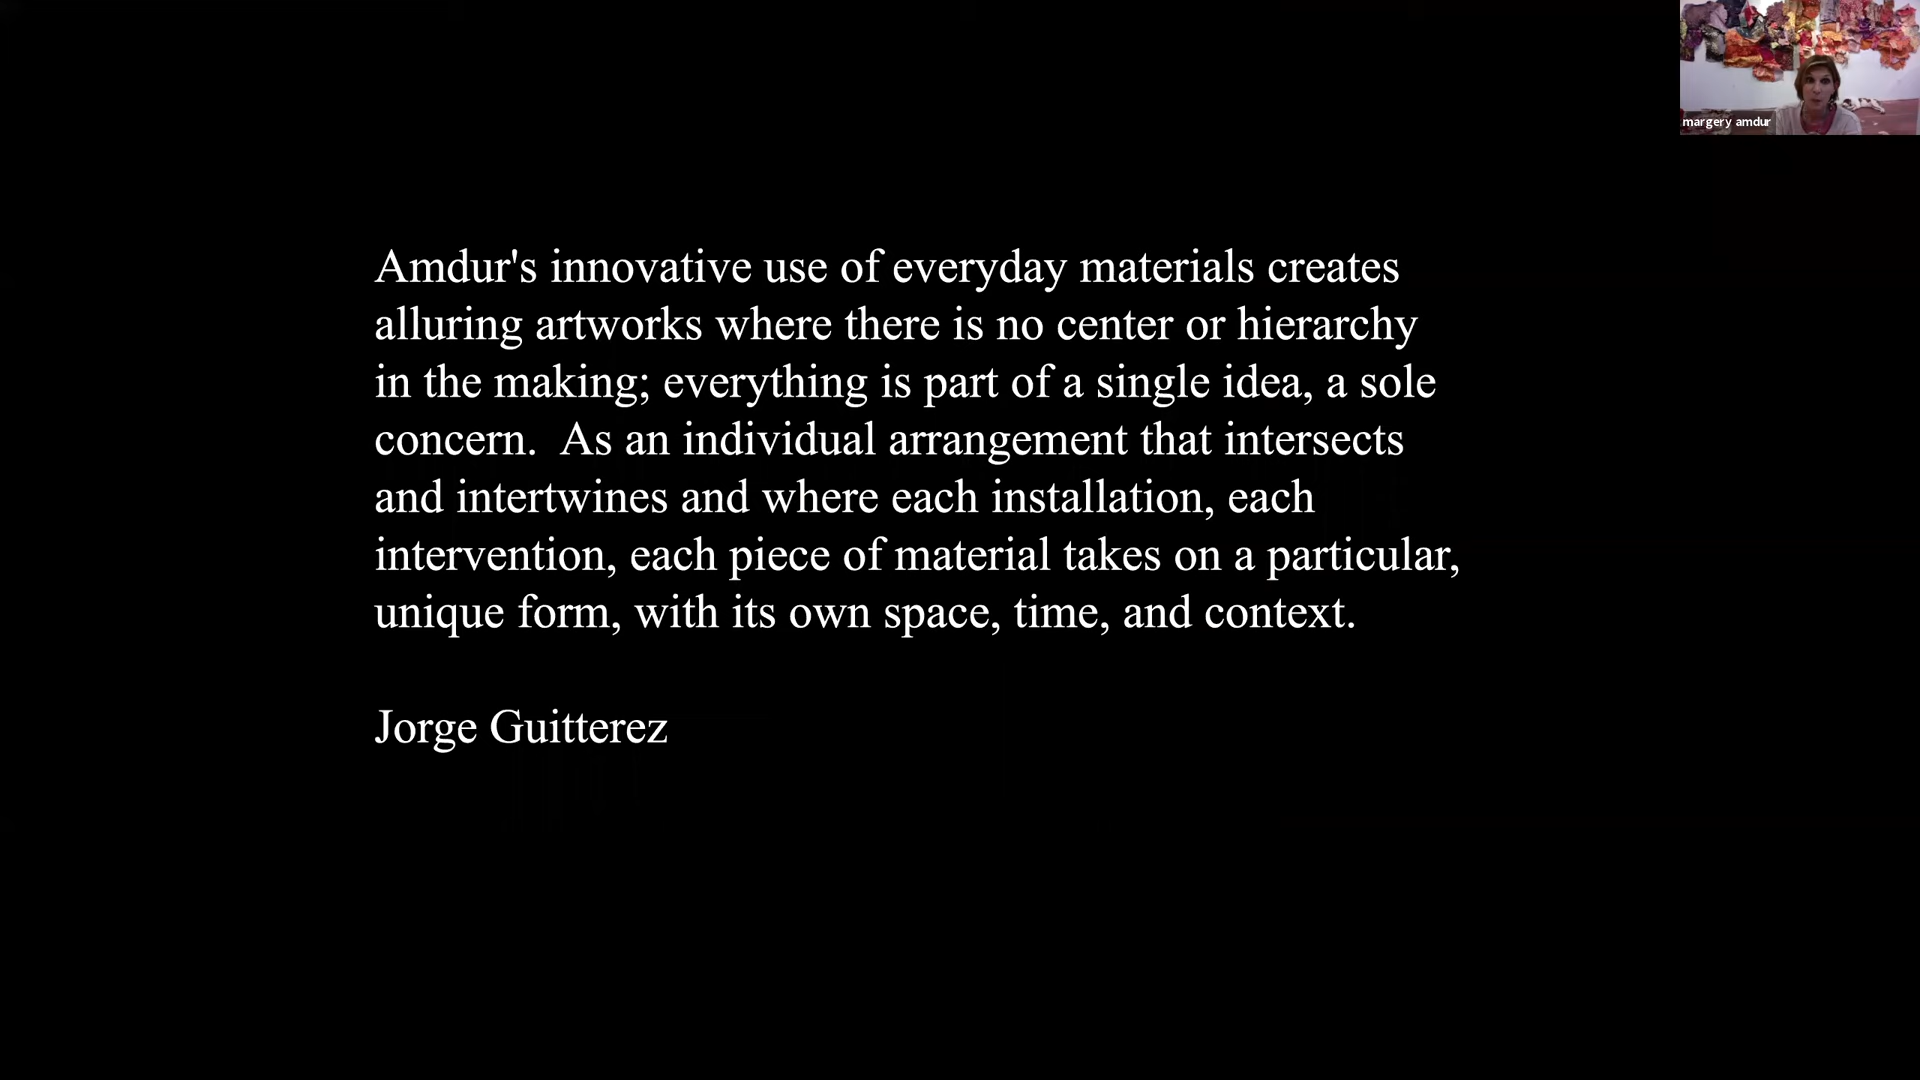 margery amdur
Amdur's innovative use of everyday materials creates
alluring artworks where there is no center or hierarchy
in the making; everything is part of a single idea, a sole
concern.  As an individual arrangement that intersects
and intertwines and where each installation, each
intervention, each piece of material takes on a particular,
unique form, with its own space, time, and context.
Jorge Guitterez